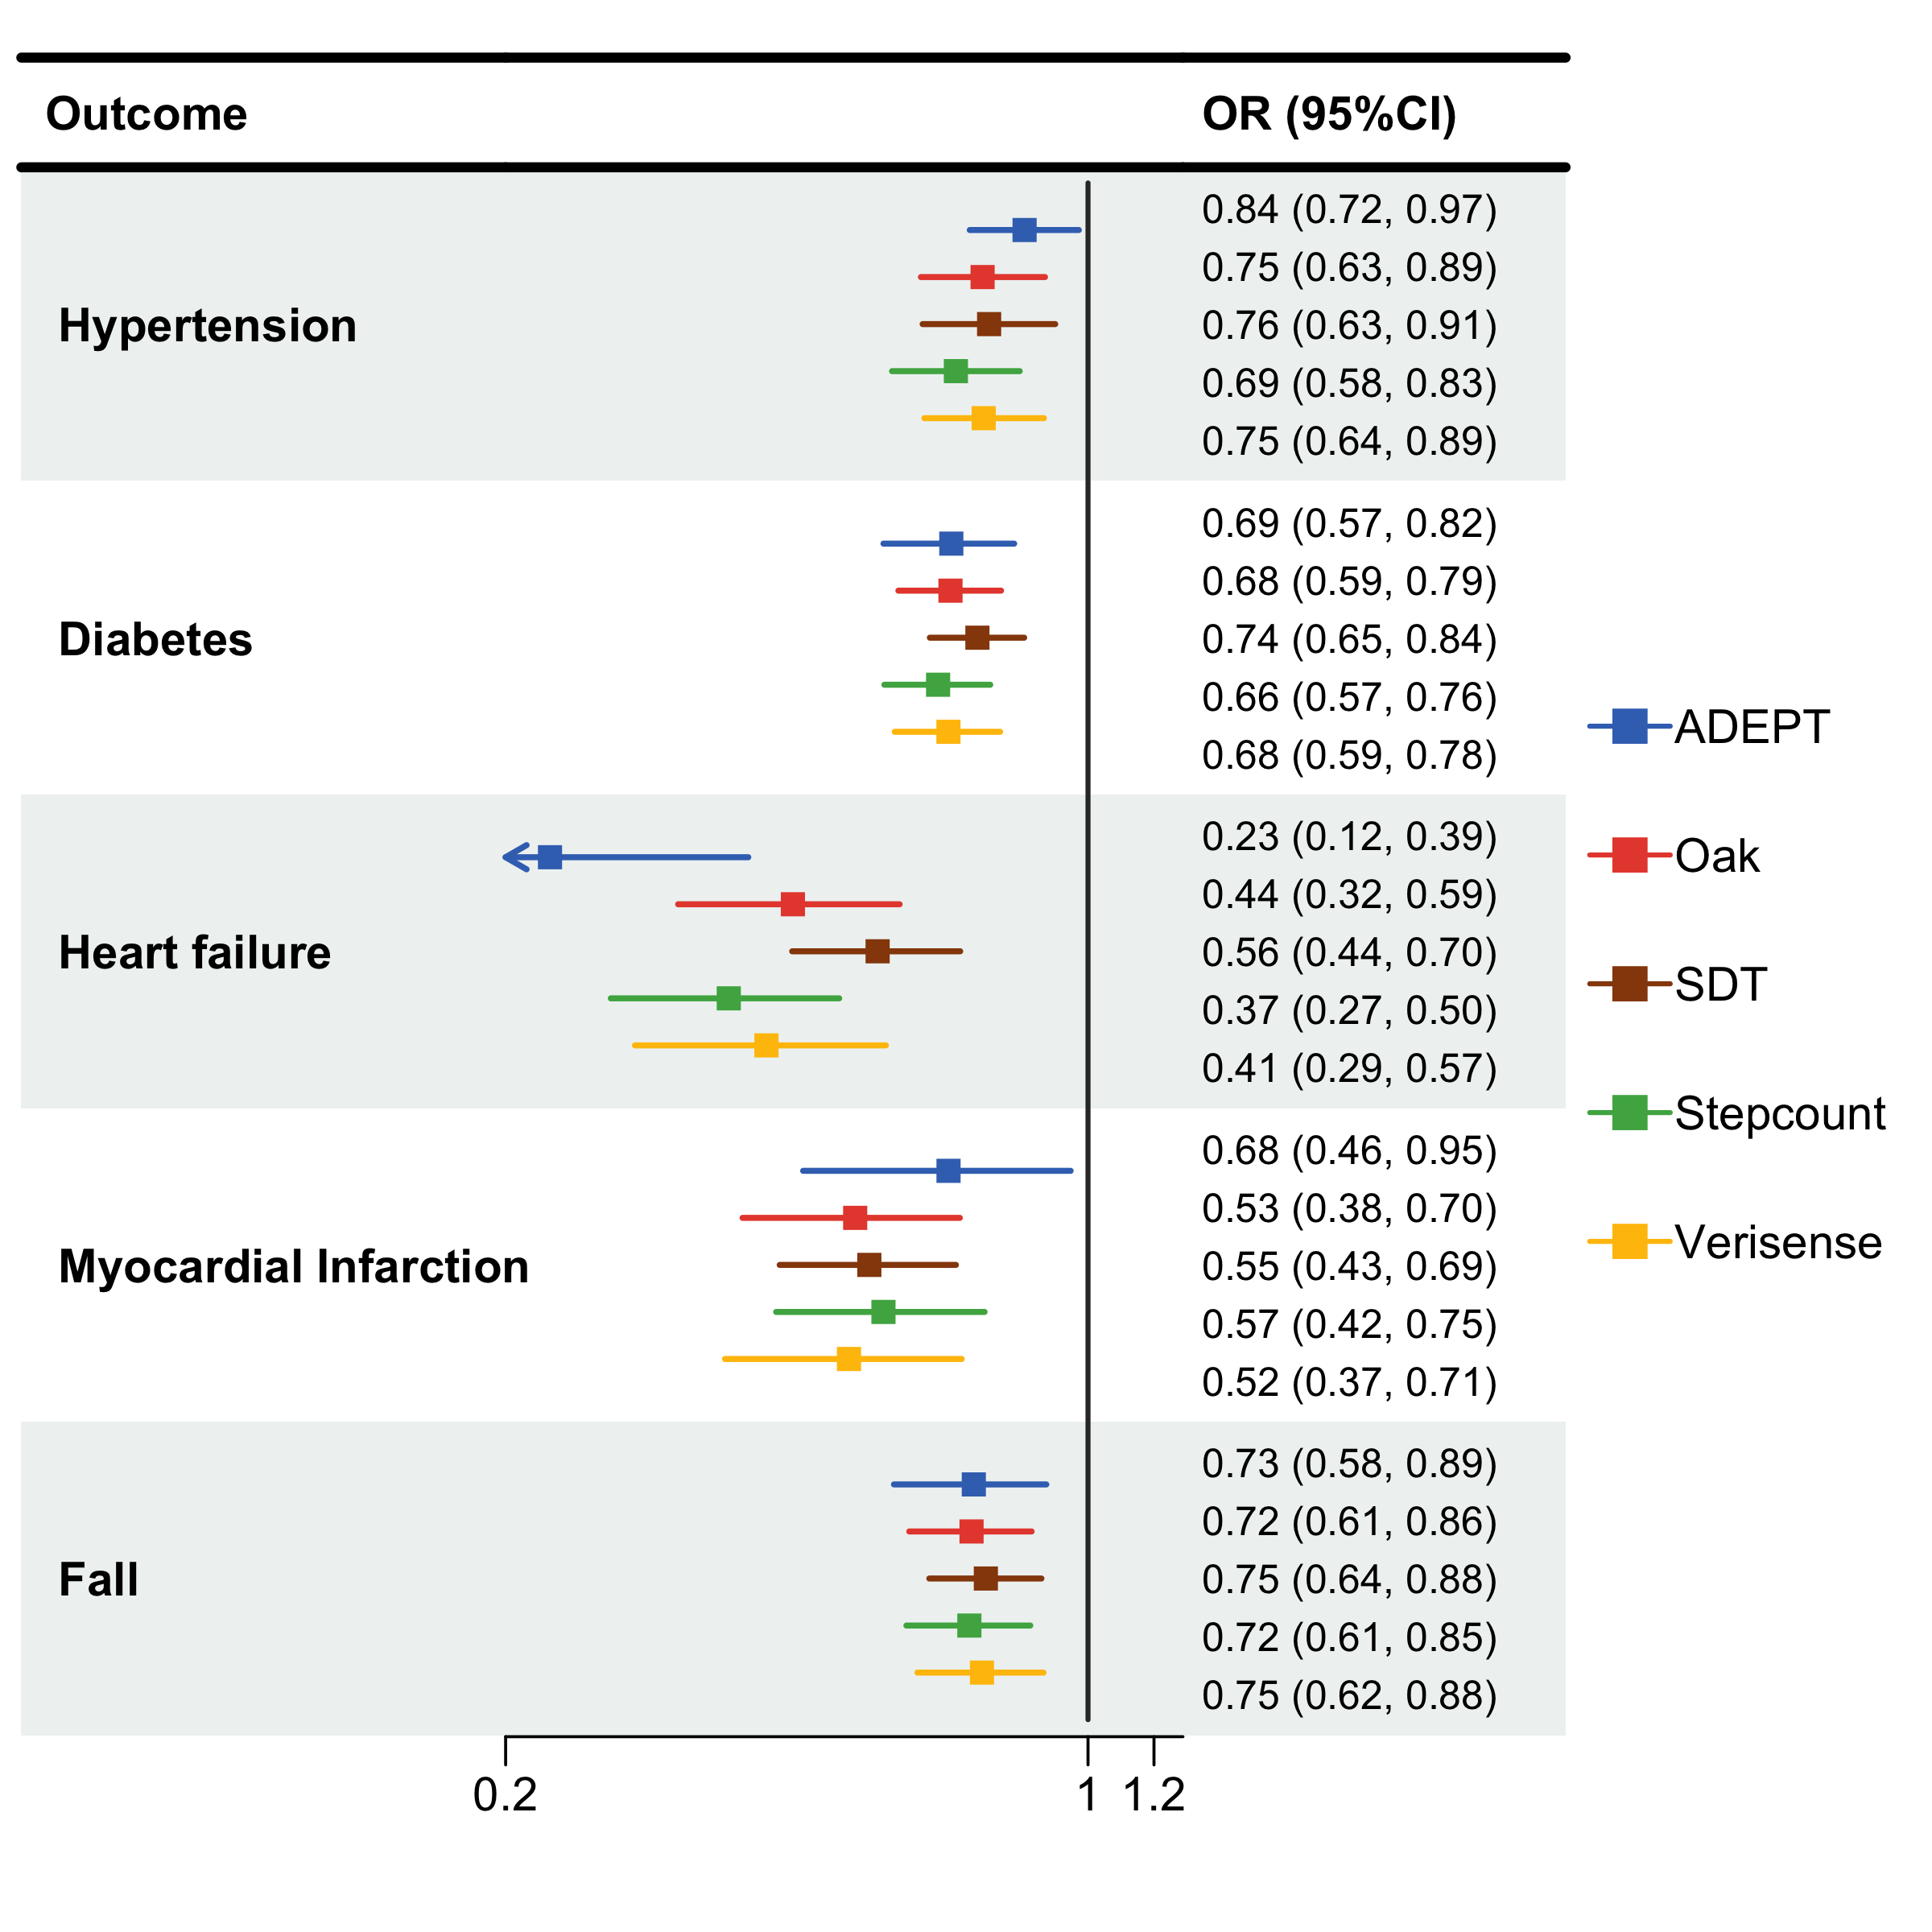 Outcome OR (95%CI)
Hypertension
0.84 (0.72, 0.97)
0.75 (0.63, 0.89)
0.76 (0.63, 0.91)
0.69 (0.58, 0.83)
0.75 (0.64, 0.89)
Diabetes
0.69 (0.57, 0.82)
0.68 (0.59, 0.79)
0.74 (0.65, 0.84)
0.66 (0.57, 0.76)
0.68 (0.59, 0.78)
Heart failure
0.23 (0.12, 0.39)
0.44 (0.32, 0.59)
0.56 (0.44, 0.70)
0.37 (0.27, 0.50)
0.41 (0.29, 0.57)
Myocardial Infarction
0.68 (0.46, 0.95)
0.53 (0.38, 0.70)
0.55 (0.43, 0.69)
0.57 (0.42, 0.75)
0.52 (0.37, 0.71)
Fall
0.73 (0.58, 0.89)
0.72 (0.61, 0.86)
0.75 (0.64, 0.88)
0.72 (0.61, 0.85)
0.75 (0.62, 0.88)
0.2 1 1.2
ADEPT
Oak
SDT
Stepcount
Verisense